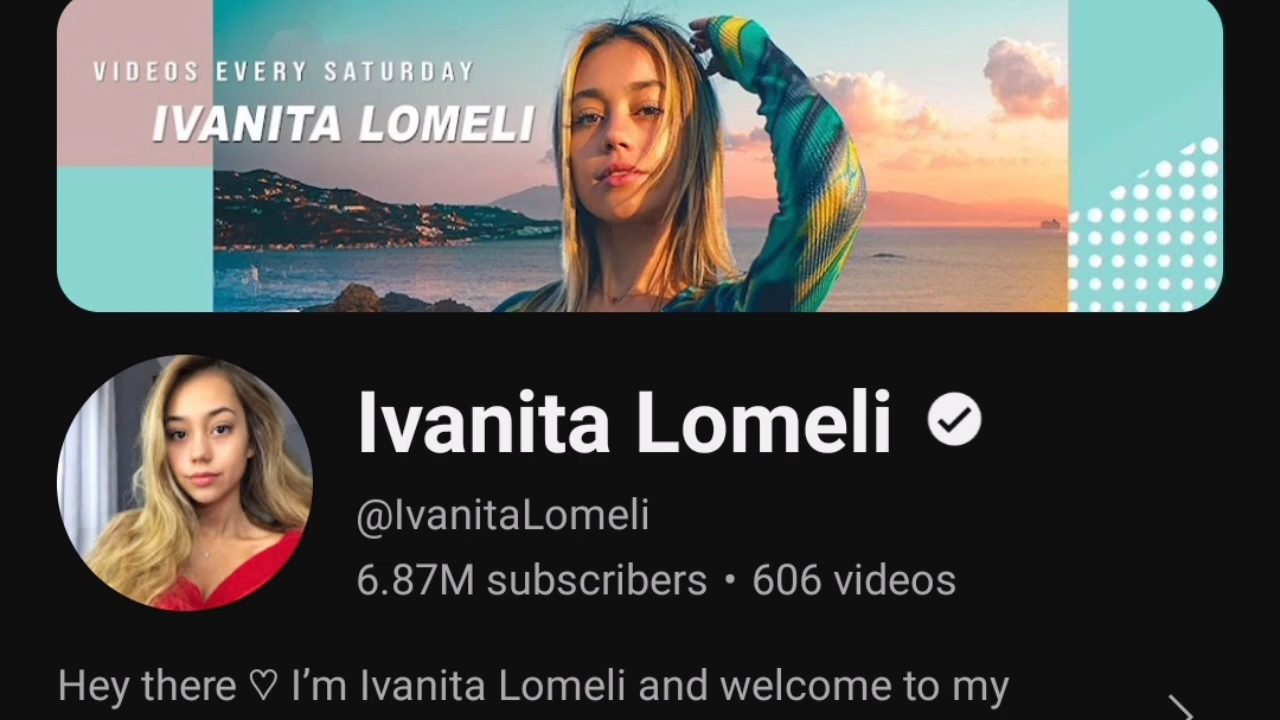 VIDEOS EVERY SATURDAY
IVANITA LOMELI
Ivanita Lomeli
@IvanitaLomeli
6.87M subscribers • 606 videos
Hey there ♡ I’m Ivanita Lomeli and welcome to my